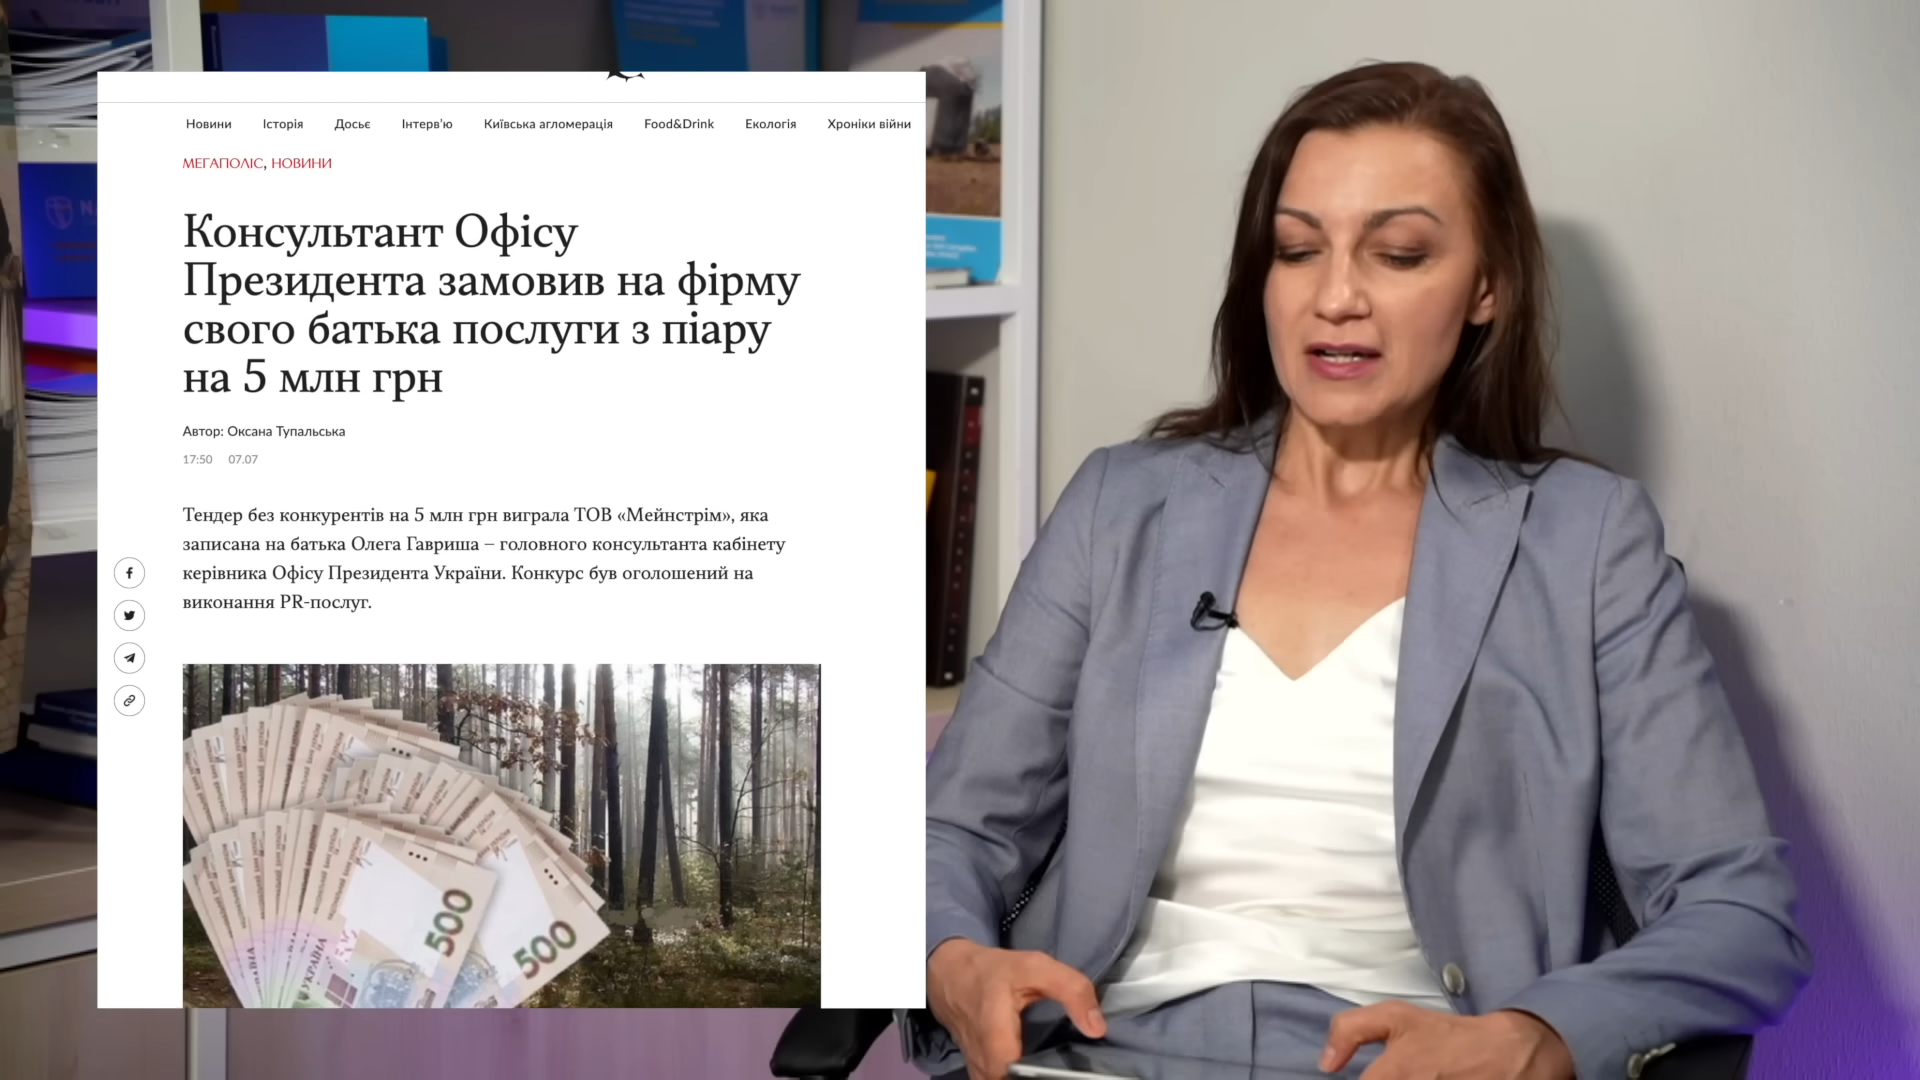 Новини Історія Досьє Інтерв'ю Київська агломерація Food&Drink Екологія Хроніки війни
МЕГАПОЛІС, НОВИНИ
Консультант Офісу
Президента замовив на фірму
свого батька послуги з піару
на 5 млн грн
Автор: Оксана Тупальська
17:50 07.07
Тендер без конкурентів на 5 млн грн виграла ТОВ «Мейнстрім», яка
записана на батька Олега Гавриша – головного консультанта кабінету
керівника Офісу Президента України. Конкурс був оголошений на
виконання PR-послуг.
500
500
УКРАЇНА